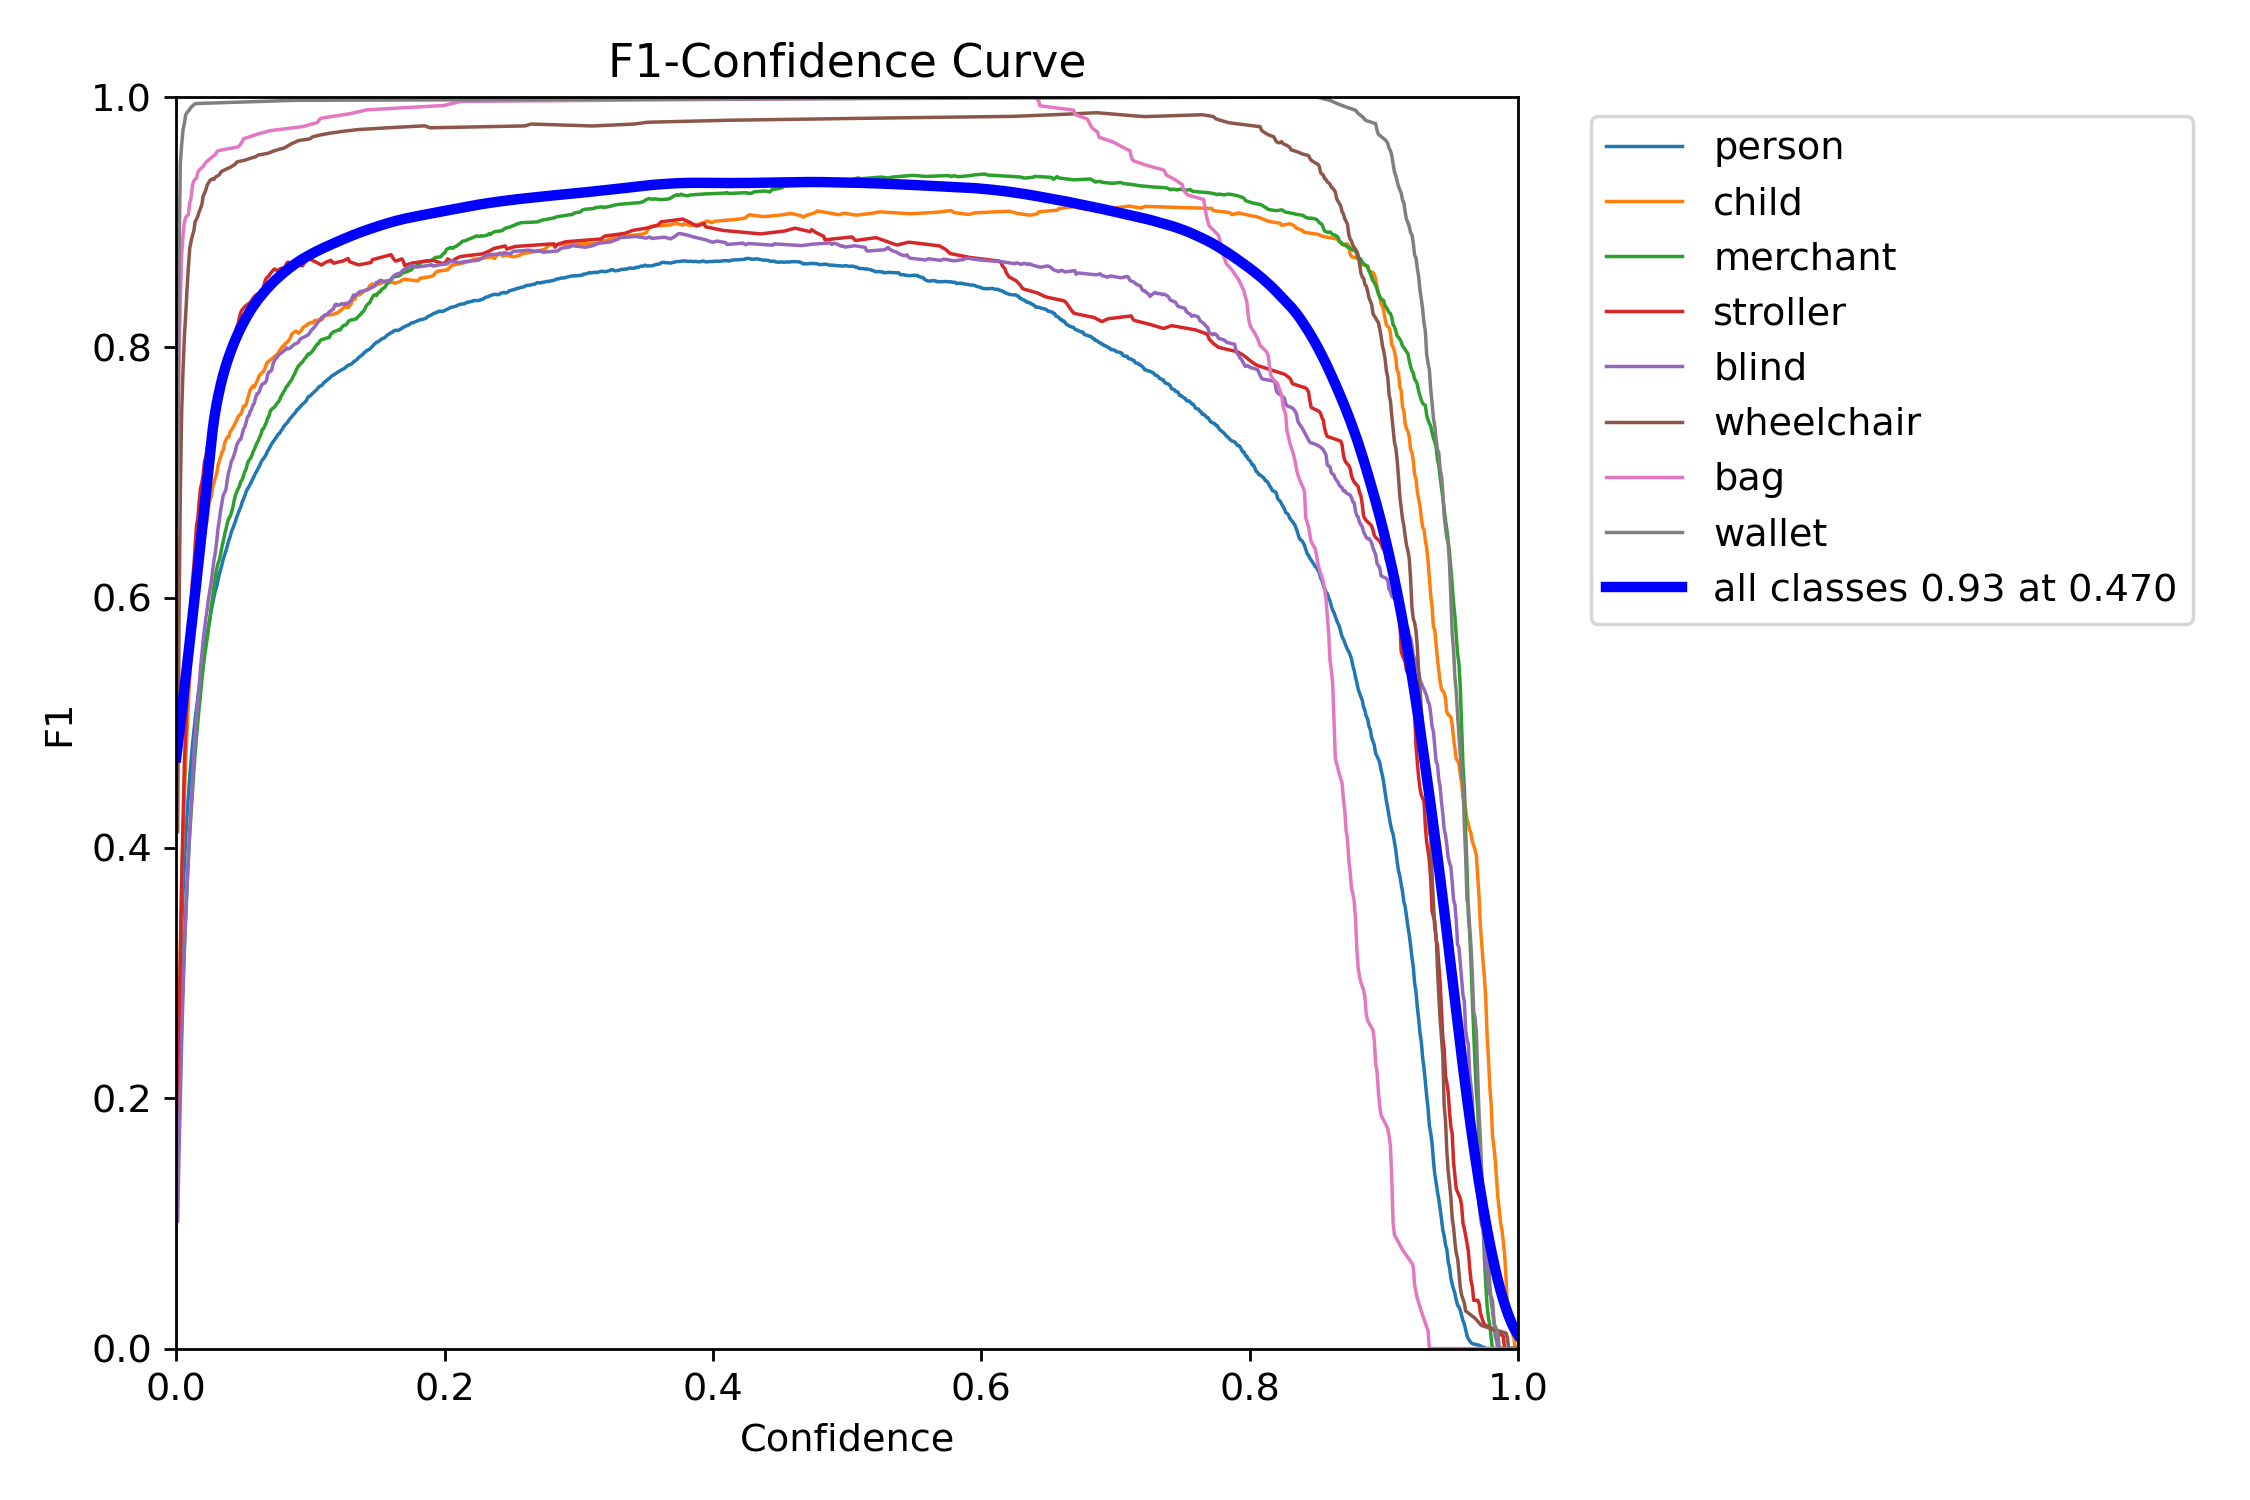 F1-Confidence Curve
1.0
0.8
0.6
0.4
0.2
0.0
F1
0.0 0.2 0.4 0.6 0.8 1.0
Confidence
person
child
merchant
stroller
blind
wheelchair
bag
wallet
all classes 0.93 at 0.470